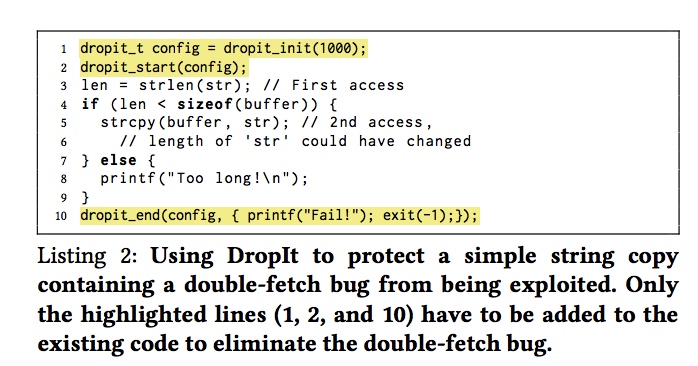 1 dropit_t config = dropit_init(1000);
2 dropit_start(config);
3 len = strlen(str); // First access
4 if (len < sizeof(buffer)) {
5 strcpy(buffer, str); // 2nd access,
6 // length of 'str' could have changed
7 } else {
8 printf("Too long!\n");
9 }
10 dropit_end(config, { printf("Fail!"); exit(-1);});
Listing 2: Using DropIt to protect a simple string copy
containing a double-fetch bug from being exploited. Only
the highlighted lines (1, 2, and 10) have to be added to the
existing code to eliminate the double-fetch bug.